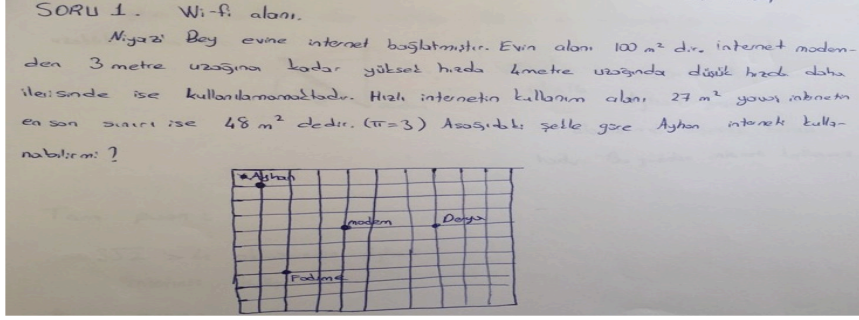 SORU 1. Wi-fi alanı.
Niyazi Bey evine internet bağlatmıştır. Evin alanı 100 m² dir. internet modem-
den 3 metre uzağına kadar yüksek hızda 4metre uzağında düşük hızda daha
ilerisinde ise kullanılamamaktadır. Hızlı internetin kullanım alanı 27 m² yavaş internetin
en son sınırı ise 48 m² dedir. (π=3) Aşağıdaki şekle göre Ayhan interneti kulla-
nabilir mi ?
Ayhan
modem
Derya
Fadime